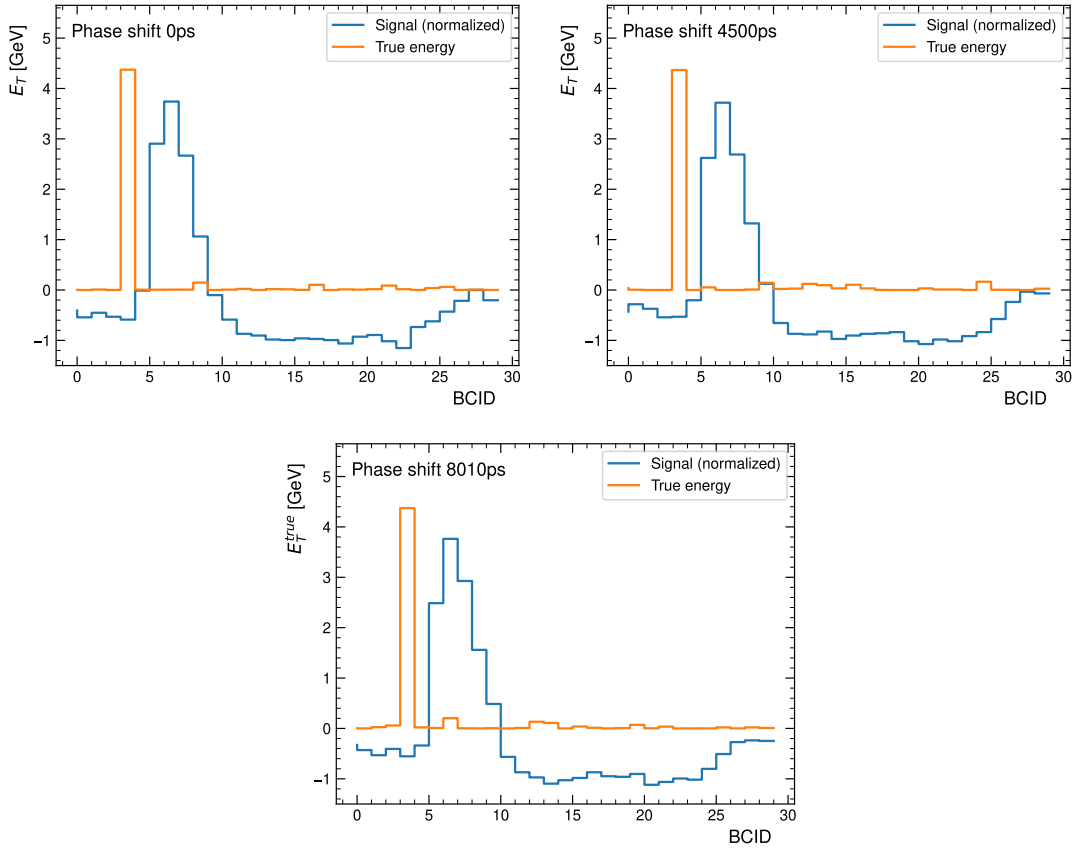 Phase shift 0ps
Signal (normalized)
True energy
E_T [GeV]
5
4
3
2
1
0
−1
0 5 10 15 20 25 30
BCID
Phase shift 4500ps
Signal (normalized)
True energy
E_T [GeV]
5
4
3
2
1
0
−1
0 5 10 15 20 25 30
BCID
Phase shift 8010ps
Signal (normalized)
True energy
E_T^{true} [GeV]
5
4
3
2
1
0
−1
0 5 10 15 20 25 30
BCID